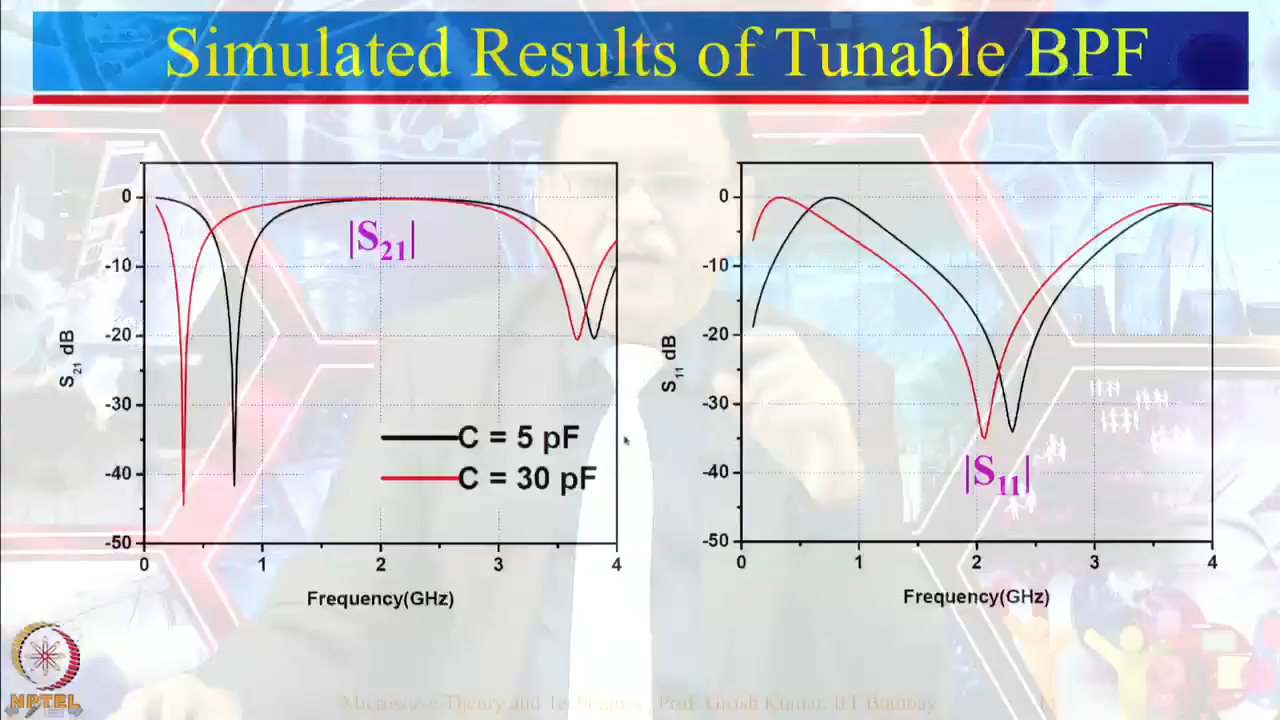 Simulated Results of Tunable BPF
0
-10
-20
-30
-40
-50
S21 dB
|S21|
C = 5 pF
C = 30 pF
0 1 2 3 4
Frequency(GHz)
0
-10
-20
-30
-40
-50
S11 dB
|S11|
0 1 2 3 4
Frequency(GHz)
NPTEL
Microwave Theory and Techniques Prof. Girish Kumar, IIT Bombay